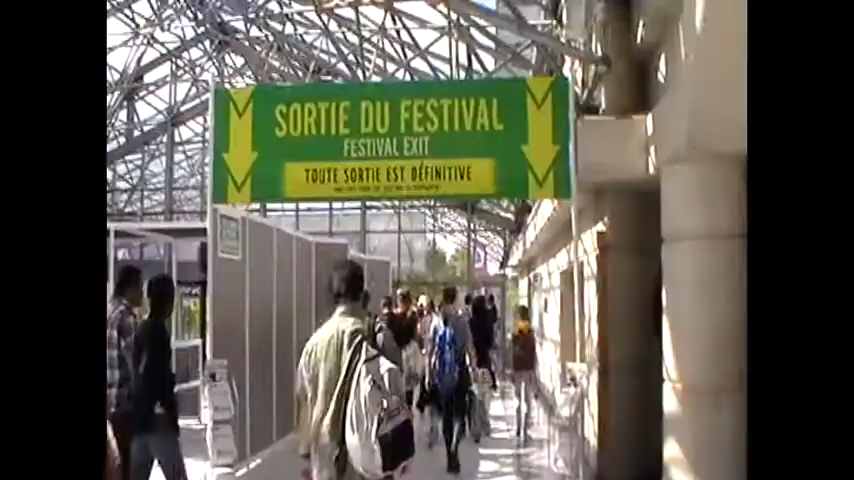 SORTIE DU FESTIVAL
FESTIVAL EXIT
TOUTE SORTIE EST DÉFINITIVE